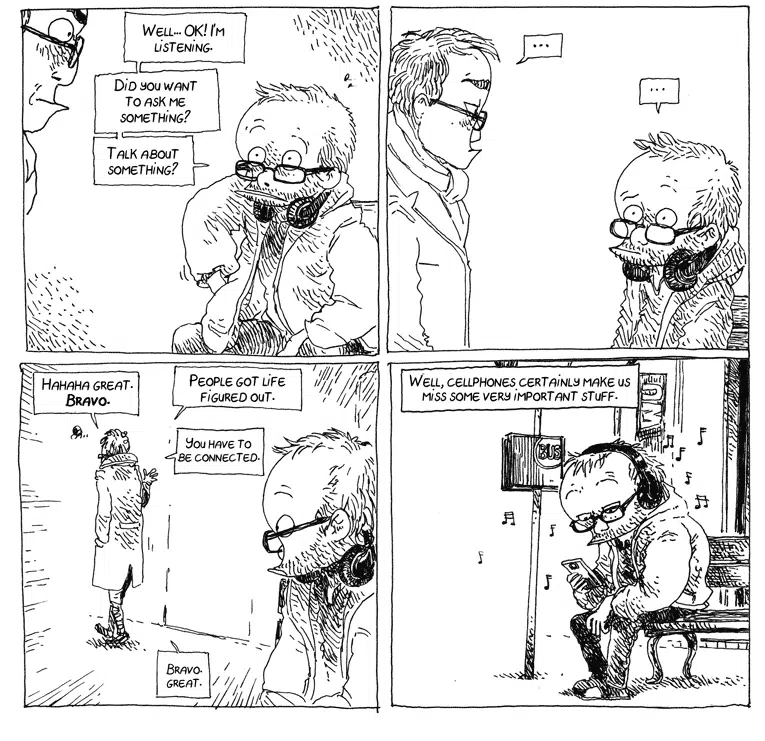 WELL... OK! I'M
LISTENING.
DID YOU WANT
TO ASK ME
SOMETHING?
TALK ABOUT
SOMETHING?
...
...
HAHAHA GREAT.
BRAVO.
PEOPLE GOT LIFE
FIGURED OUT.
YOU HAVE TO
BE CONNECTED.
BRAVO.
GREAT.
WELL, CELLPHONES CERTAINLY MAKE US
MISS SOME VERY IMPORTANT STUFF.
BUS